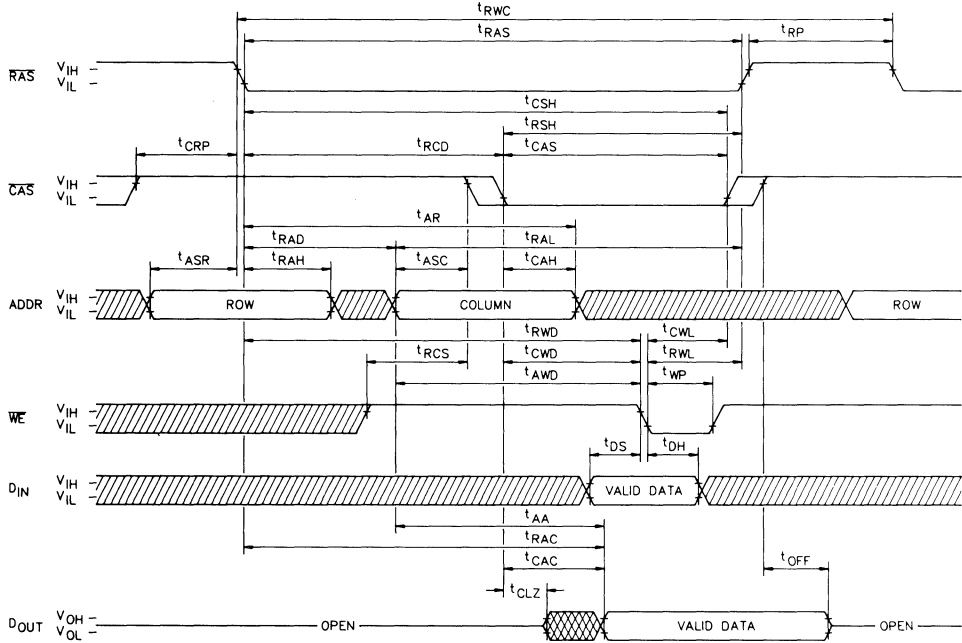 tRWC
tRAS
tRP
RAS
VIH
VIL
tCSH
tRSH
tCRP
tRCD
tCAS
CAS
VIH
VIL
tAR
tRAD
tRAL
tASR
tRAH
tASC
tCAH
ADDR
VIH
VIL
ROW
COLUMN
ROW
tRWD
tCWL
tRCS
tCWD
tRWL
tAWD
tWP
WE
VIH
VIL
tDS
tDH
DIN
VIH
VIL
VALID DATA
tAA
tRAC
tCAC
tOFF
tCLZ
DOUT
VOH
VOL
OPEN
VALID DATA
OPEN